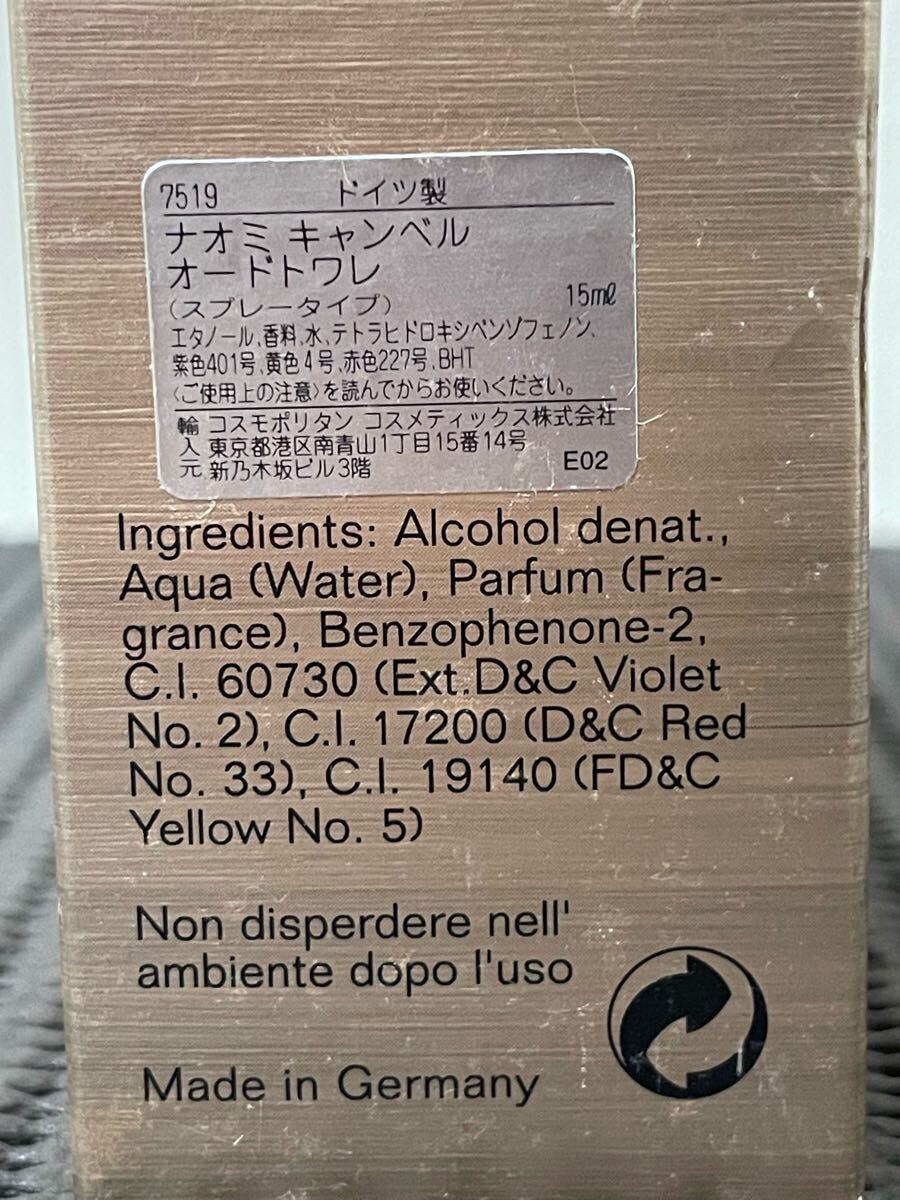 7519 ドイツ製
ナオミ キャンベル
オードトワレ
(スプレータイプ) 15mℓ
エタノール、香料、水、テトラヒドロキシベンゾフェノン、
紫色401号、黄色4号、赤色227号、BHT
〈ご使用上の注意〉を読んでからお使いください。
輸 コスモポリタン コスメティックス株式会社
入 東京都港区南青山1丁目15番14号
元 新乃木坂ビル3階 E02
Ingredients: Alcohol denat.,
Aqua (Water), Parfum (Fra-
grance), Benzophenone-2,
C.I. 60730 (Ext.D&C Violet
No. 2), C.I. 17200 (D&C Red
No. 33), C.I. 19140 (FD&C
Yellow No. 5)
Non disperdere nell'
ambiente dopo l'uso
Made in Germany